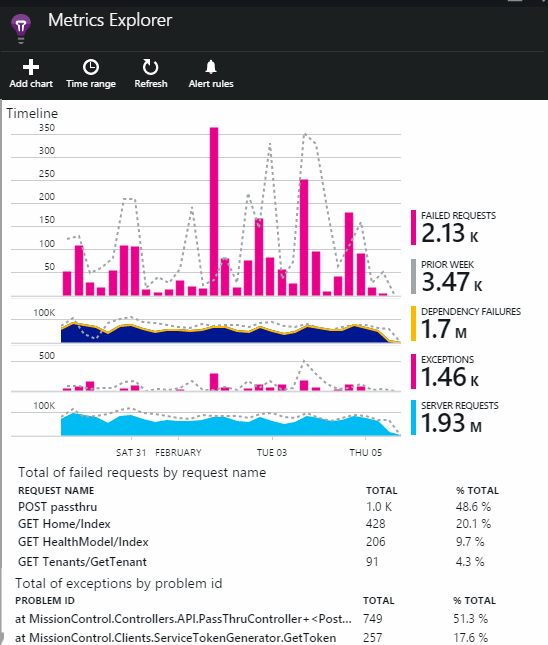 Metrics Explorer
Add chart Time range Refresh Alert rules
Timeline
350
300
250
200
150
100
50
100K
500
100K
SAT 31 FEBRUARY TUE 03 THU 05
FAILED REQUESTS
2.13 K
PRIOR WEEK
3.47 K
DEPENDENCY FAILURES
1.7 M
EXCEPTIONS
1.46 K
SERVER REQUESTS
1.93 M
Total of failed requests by request name
REQUEST NAME TOTAL % TOTAL
POST passthru 1.0 K 48.6 %
GET Home/Index 428 20.1 %
GET HealthModel/Index 206 9.7 %
GET Tenants/GetTenant 91 4.3 %
Total of exceptions by problem id
PROBLEM ID TOTAL % TOTAL
at MissionControl.Controllers.API.PassThruController+<Post... 749 51.3 %
at MissionControl.Clients.ServiceTokenGenerator.GetToken 257 17.6 %